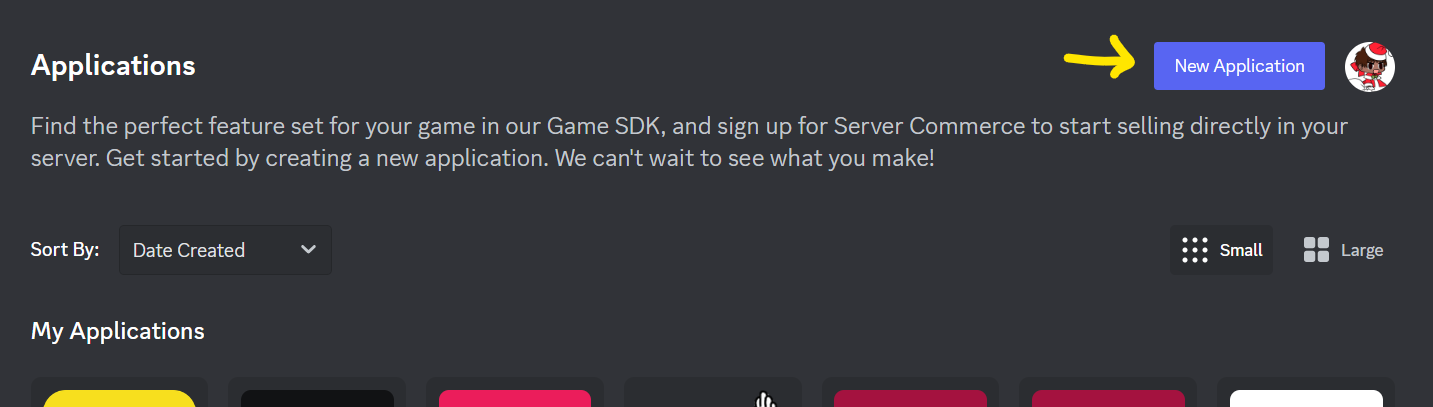 Applications
New Application
Find the perfect feature set for your game in our Game SDK, and sign up for Server Commerce to start selling directly in your
server. Get started by creating a new application. We can't wait to see what you make!
Sort By:
Date Created
Small
Large
My Applications